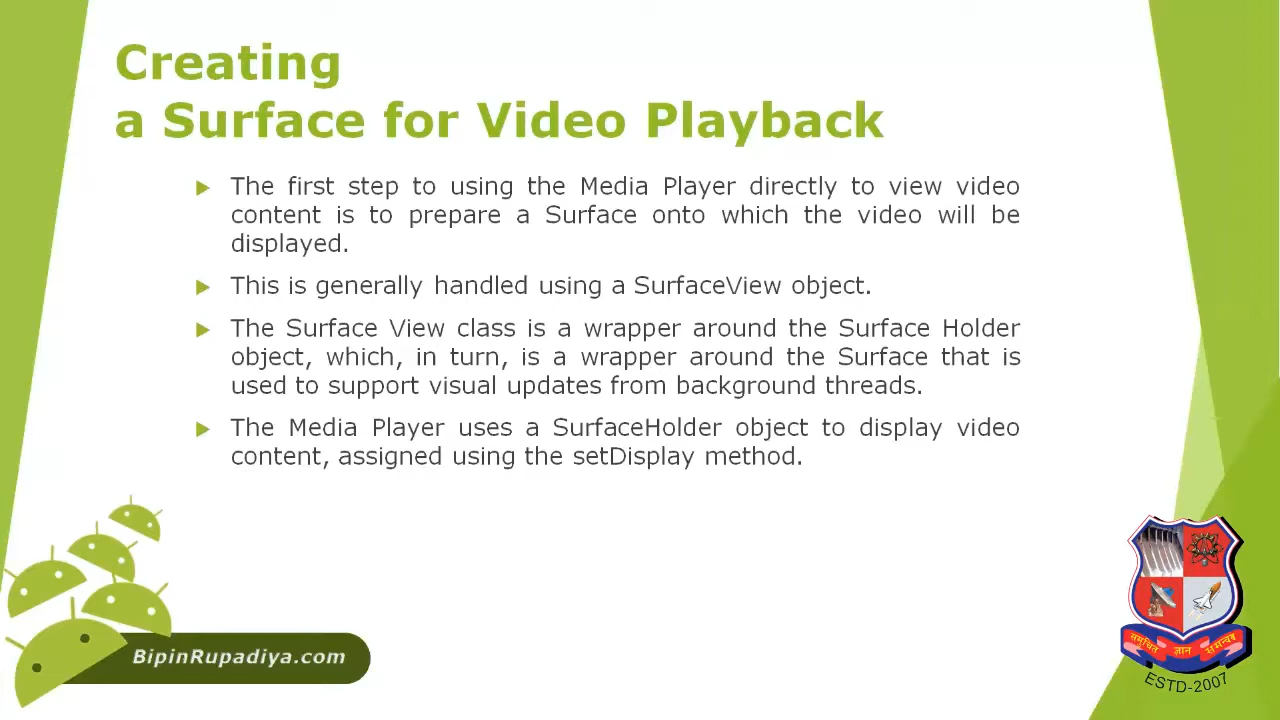 Creating
a Surface for Video Playback
The first step to using the Media Player directly to view video
content is to prepare a Surface onto which the video will be
displayed.
This is generally handled using a SurfaceView object.
The Surface View class is a wrapper around the Surface Holder
object, which, in turn, is a wrapper around the Surface that is
used to support visual updates from background threads.
The Media Player uses a SurfaceHolder object to display video
content, assigned using the setDisplay method.
BipinRupadiya.com
समुचित ज्ञान समन्वय
ESTD-2007